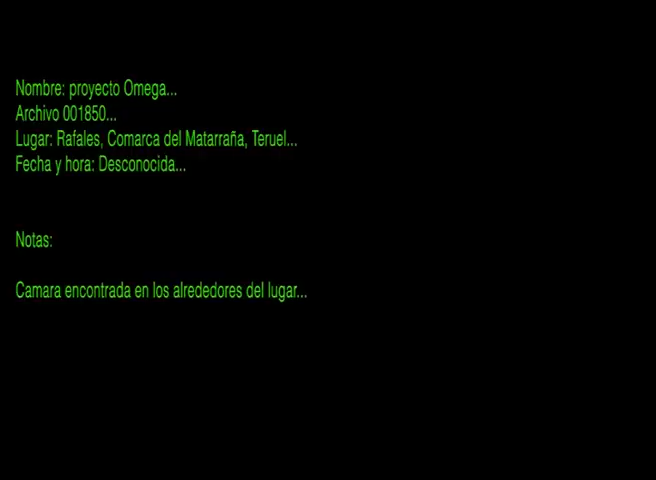 Nombre: proyecto Omega...
Archivo 001850...
Lugar: Rafales, Comarca del Matarraña, Teruel...
Fecha y hora: Desconocida...
Notas:
Camara encontrada en los alrededores del lugar...